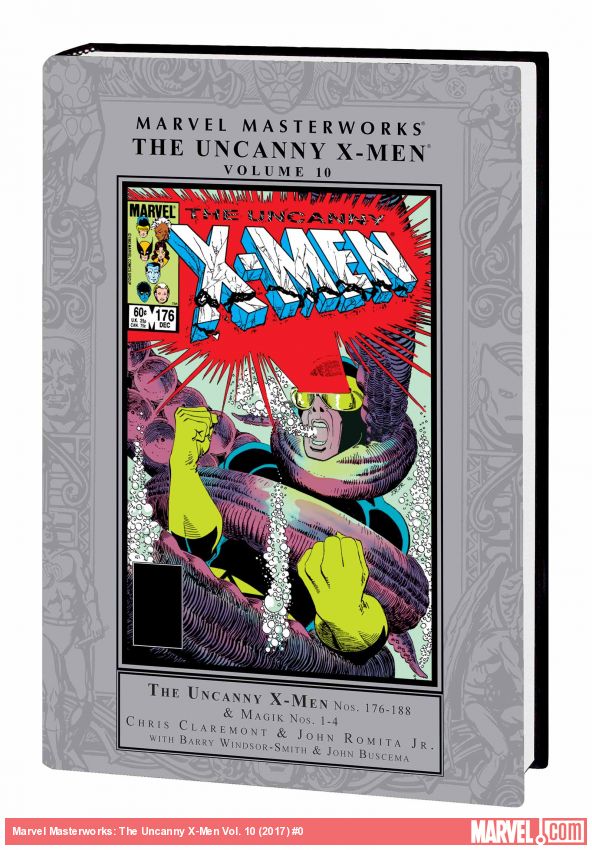 MARVEL MASTERWORKS®
THE UNCANNY X-MEN®
VOLUME 10
MARVEL®
THE UNCANNY
X-MEN
60¢
176
DEC
THE UNCANNY X-MEN NOS. 176-188
& MAGIK NOS. 1-4
CHRIS CLAREMONT & JOHN ROMITA JR.
WITH BARRY WINDSOR-SMITH & JOHN BUSCEMA
Marvel Masterworks: The Uncanny X-Men Vol. 10 (2017) #0
MARVEL.COM